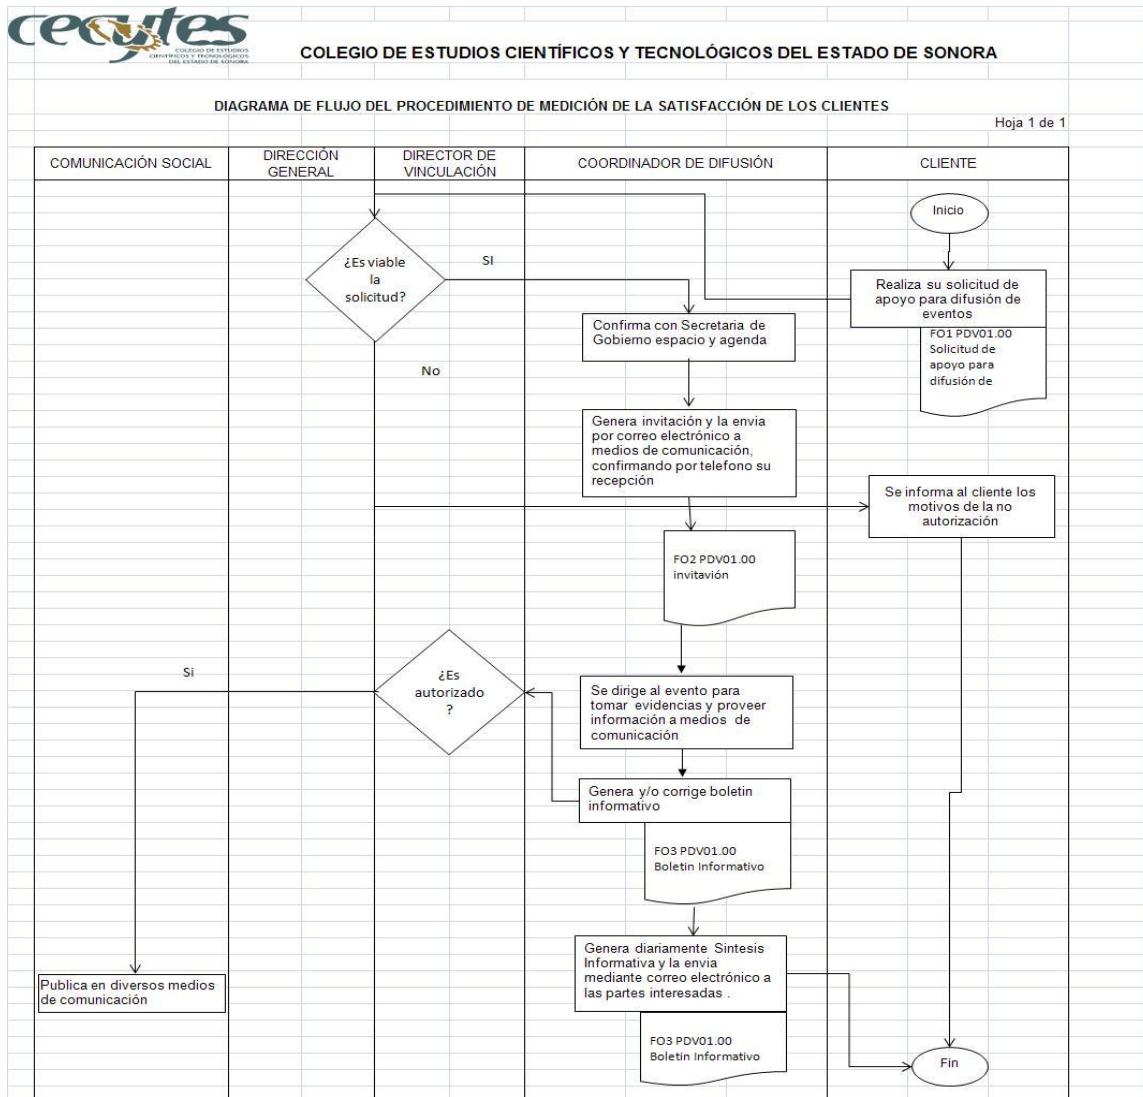 cecytes
COLEGIO DE ESTUDIOS
CIENTÍFICOS Y TECNOLÓGICOS
DEL ESTADO DE SONORA
COLEGIO DE ESTUDIOS CIENTÍFICOS Y TECNOLÓGICOS DEL ESTADO DE SONORA
DIAGRAMA DE FLUJO DEL PROCEDIMIENTO DE MEDICIÓN DE LA SATISFACCIÓN DE LOS CLIENTES
Hoja 1 de 1
COMUNICACIÓN SOCIAL
DIRECCIÓN
GENERAL
DIRECTOR DE
VINCULACIÓN
COORDINADOR DE DIFUSIÓN
CLIENTE
Inicio
¿Es viable
la
solicitud?
SI
No
Realiza su solicitud de
apoyo para difusión de
eventos
FO1 PDV01.00
Solicitud de
apoyo para
difusión de
Confirma con Secretaria de
Gobierno espacio y agenda
Genera invitación y la envia
por correo electrónico a
medios de comunicación,
confirmando por telefono su
recepción
Se informa al cliente los
motivos de la no
autorización
FO2 PDV01.00
invitavión
Si
¿Es
autorizado
?
Se dirige al evento para
tomar evidencias y proveer
información a medios de
comunicación
Genera y/o corrige boletin
informativo
FO3 PDV01.00
Boletin Informativo
Genera diariamente Sintesis
Informativa y la envia
mediante correo electrónico a
las partes interesadas .
Publica en diversos medios
de comunicación
FO3 PDV01.00
Boletin Informativo
Fin